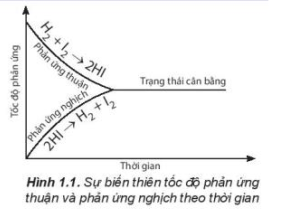 Tốc độ phản ứng
H₂ + I₂ → 2HI
Phản ứng thuận
Trạng thái cân bằng
Phản ứng nghịch
2HI → H₂ + I₂
Thời gian
Hình 1.1. Sự biến thiên tốc độ phản ứng
thuận và phản ứng nghịch theo thời gian